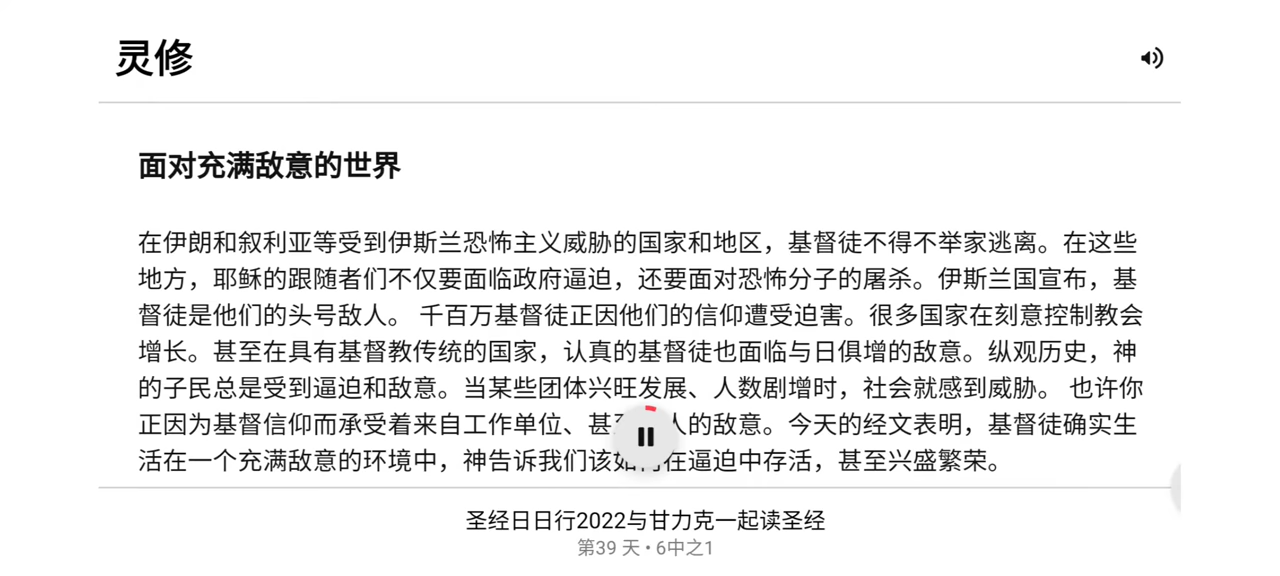 灵修
面对充满敌意的世界
在伊朗和叙利亚等受到伊斯兰恐怖主义威胁的国家和地区，基督徒不得不举家逃离。在这些
地方，耶稣的跟随者们不仅要面临政府逼迫，还要面对恐怖分子的屠杀。伊斯兰国宣布，基
督徒是他们的头号敌人。 千百万基督徒正因他们的信仰遭受迫害。很多国家在刻意控制教会
增长。甚至在具有基督教传统的国家，认真的基督徒也面临与日俱增的敌意。纵观历史，神
的子民总是受到逼迫和敌意。当某些团体兴旺发展、人数剧增时，社会就感到威胁。 也许你
正因为基督信仰而承受着来自工作单位、甚 人的敌意。今天的经文表明，基督徒确实生
活在一个充满敌意的环境中，神告诉我们该如何在逼迫中存活，甚至兴盛繁荣。
圣经日日行2022与甘力克一起读圣经
第39 天 • 6中之1